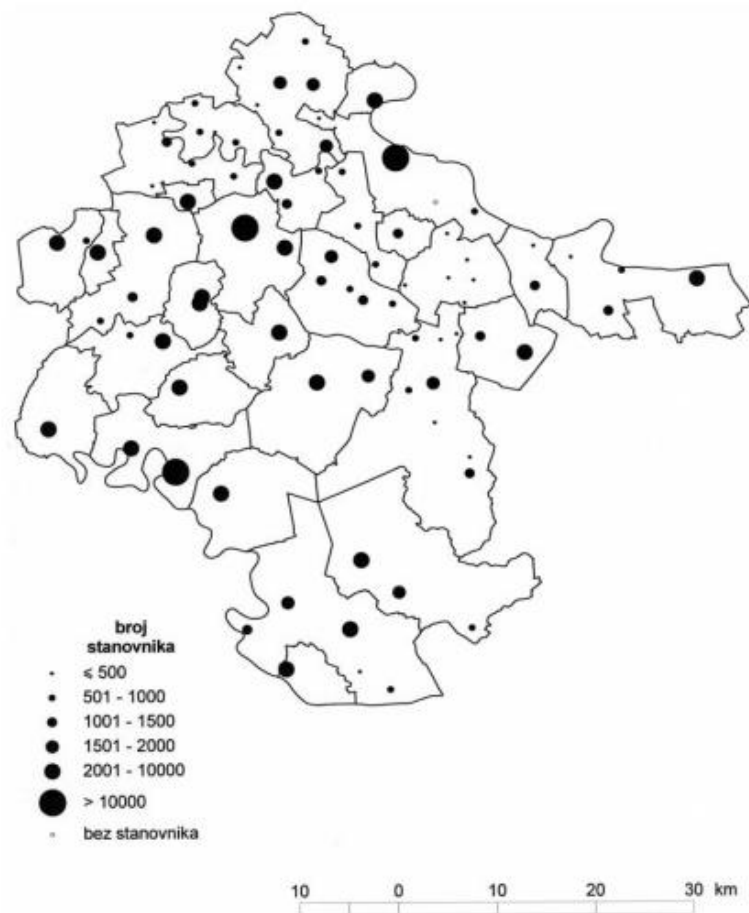 broj
stanovnika
≤ 500
501 - 1000
1001 - 1500
1501 - 2000
2001 - 10000
> 10000
bez stanovnika
10 0 10 20 30 km